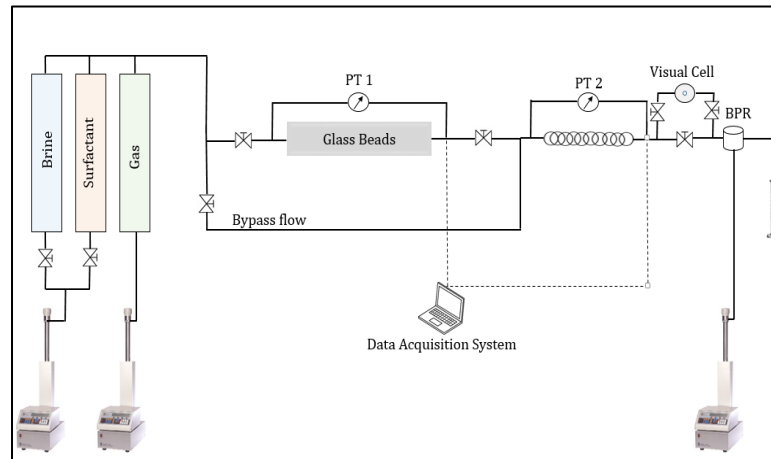 PT 1
PT 2
Visual Cell
BPR
Brine
Surfactant
Gas
Glass Beads
Bypass flow
Data Acquisition System